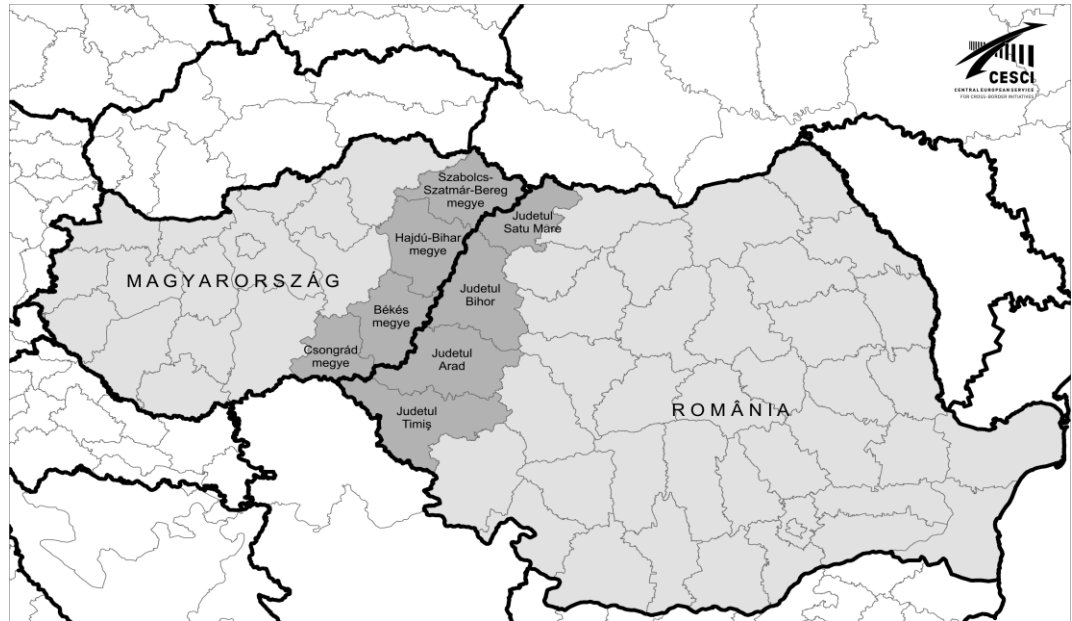 CESCI
CENTRAL EUROPEAN SERVICE
FOR CROSS-BORDER INITIATIVES
Szabolcs-
Szatmár-Bereg
megye
Judetul
Satu Mare
Hajdú-Bihar
megye
MAGYARORSZÁG
Judetul
Bihor
Békés
megye
Csongrád
megye
Judetul
Arad
ROMÂNIA
Judetul
Timiș